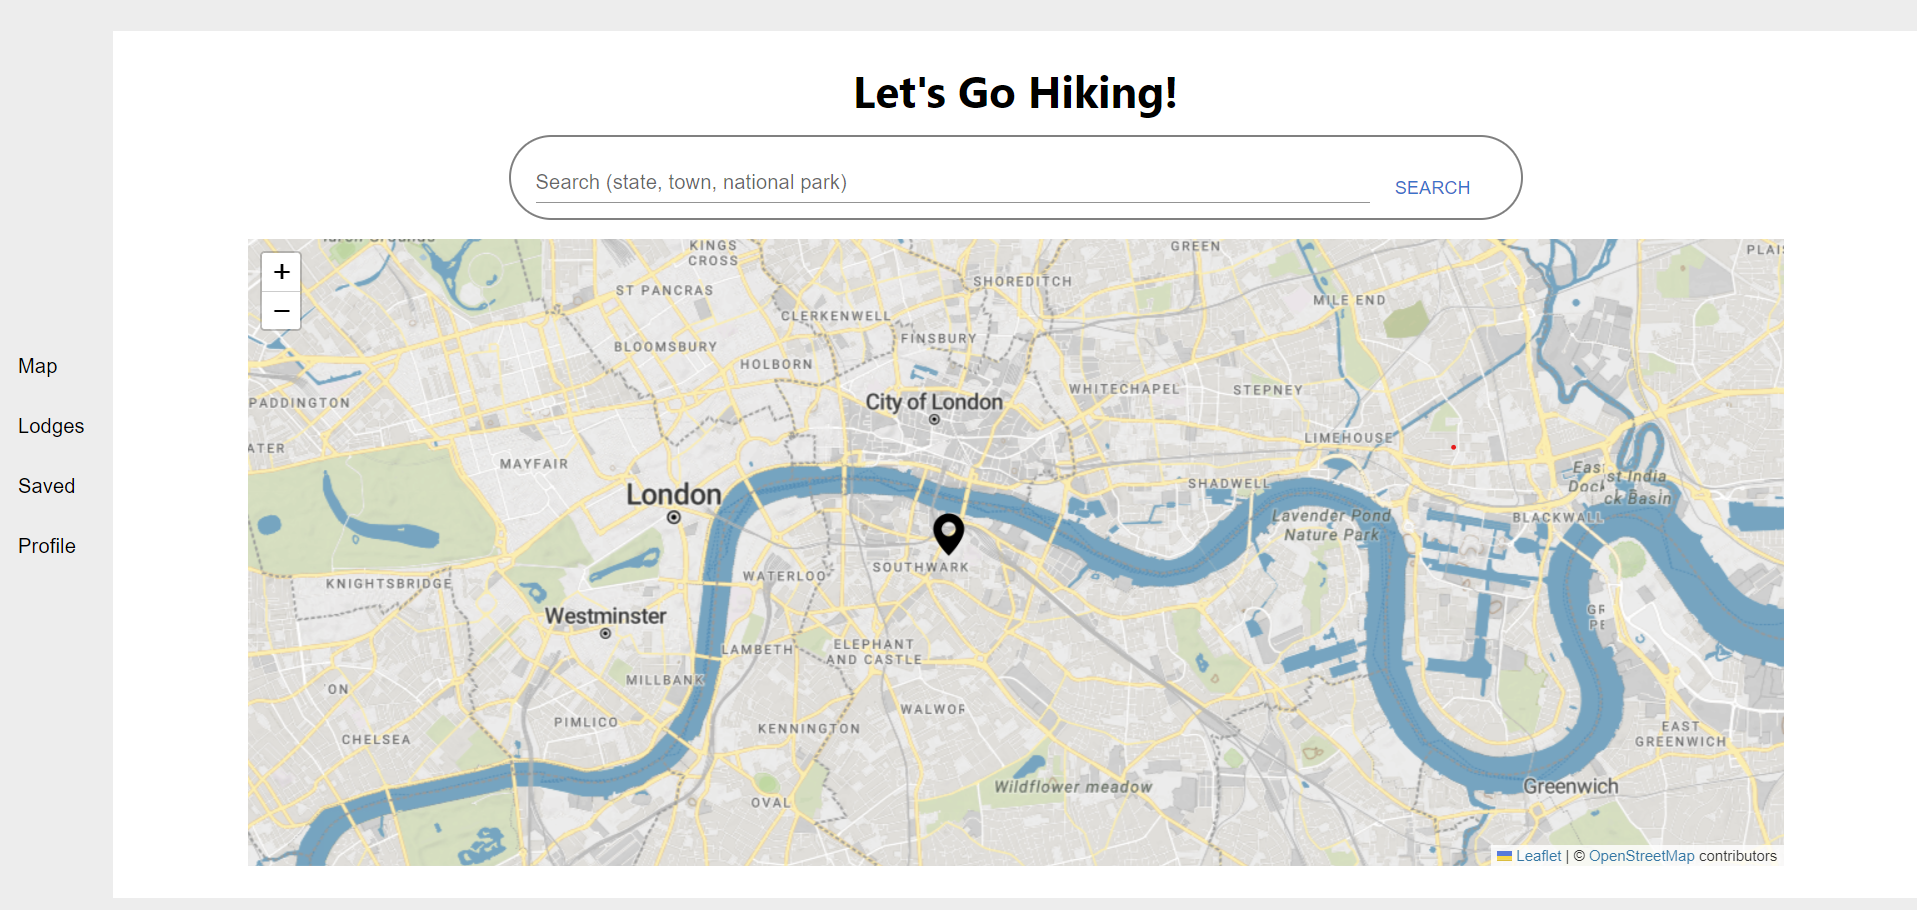 Let's Go Hiking!
Search (state, town, national park)
SEARCH
Map
Lodges
Saved
Profile
+
−
KINGS
CROSS
GREEN
ST PANCRAS
SHOREDITCH
MILE END
CLERKENWELL
BLOOMSBURY
FINSBURY
HOLBORN
WHITECHAPEL
STEPNEY
PADDINGTON
City of London
LIMEHOUSE
ATER
MAYFAIR
London
SHADWELL
East India
Dock Basin
Lavender Pond
Nature Park
BLACKWALL
KNIGHTSBRIDGE
WATERLOO
SOUTHWARK
Westminster
LAMBETH
ELEPHANT
AND CASTLE
MILLBANK
ON
PIMLICO
CHELSEA
KENNINGTON
WALWOR
EAST
GREENWICH
Wildflower meadow
OVAL
Greenwich
Leaflet | © OpenStreetMap contributors